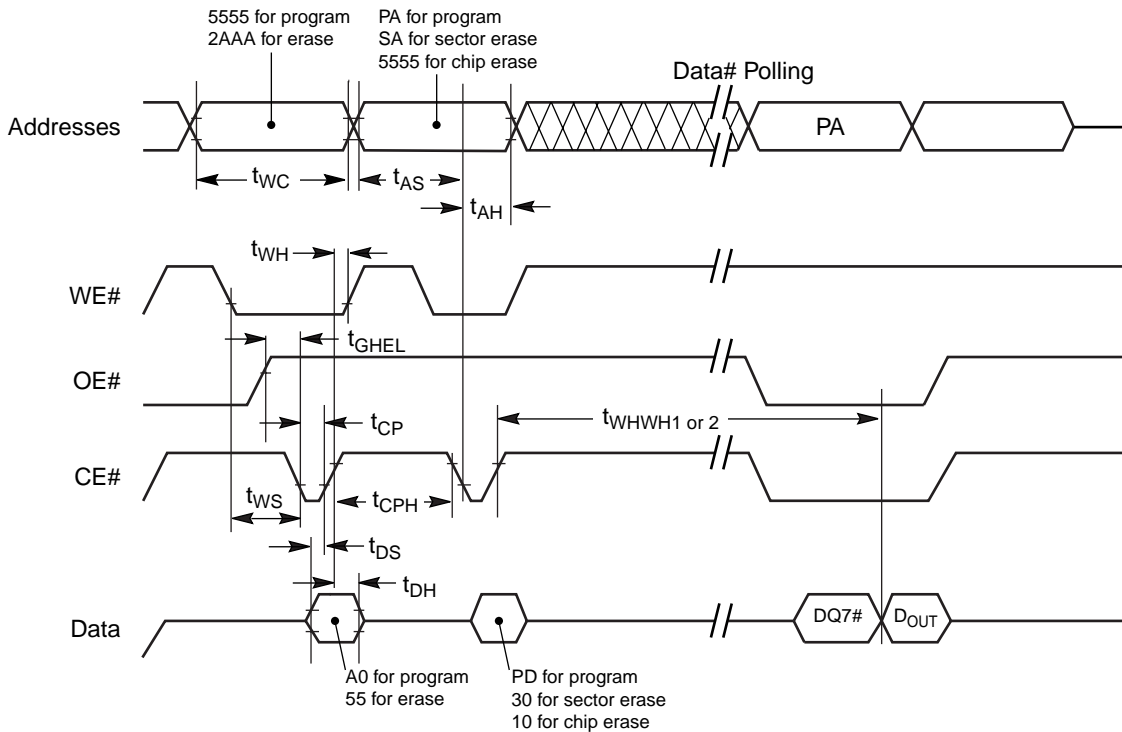 5555 for program
2AAA for erase
PA for program
SA for sector erase
5555 for chip erase
Data# Polling
Addresses
PA
tWC
tAS
tAH
tWH
WE#
tGHEL
OE#
tCP
tWHWH1 or 2
CE#
tWS
tCPH
tDS
tDH
Data
DQ7#
DOUT
A0 for program
55 for erase
PD for program
30 for sector erase
10 for chip erase